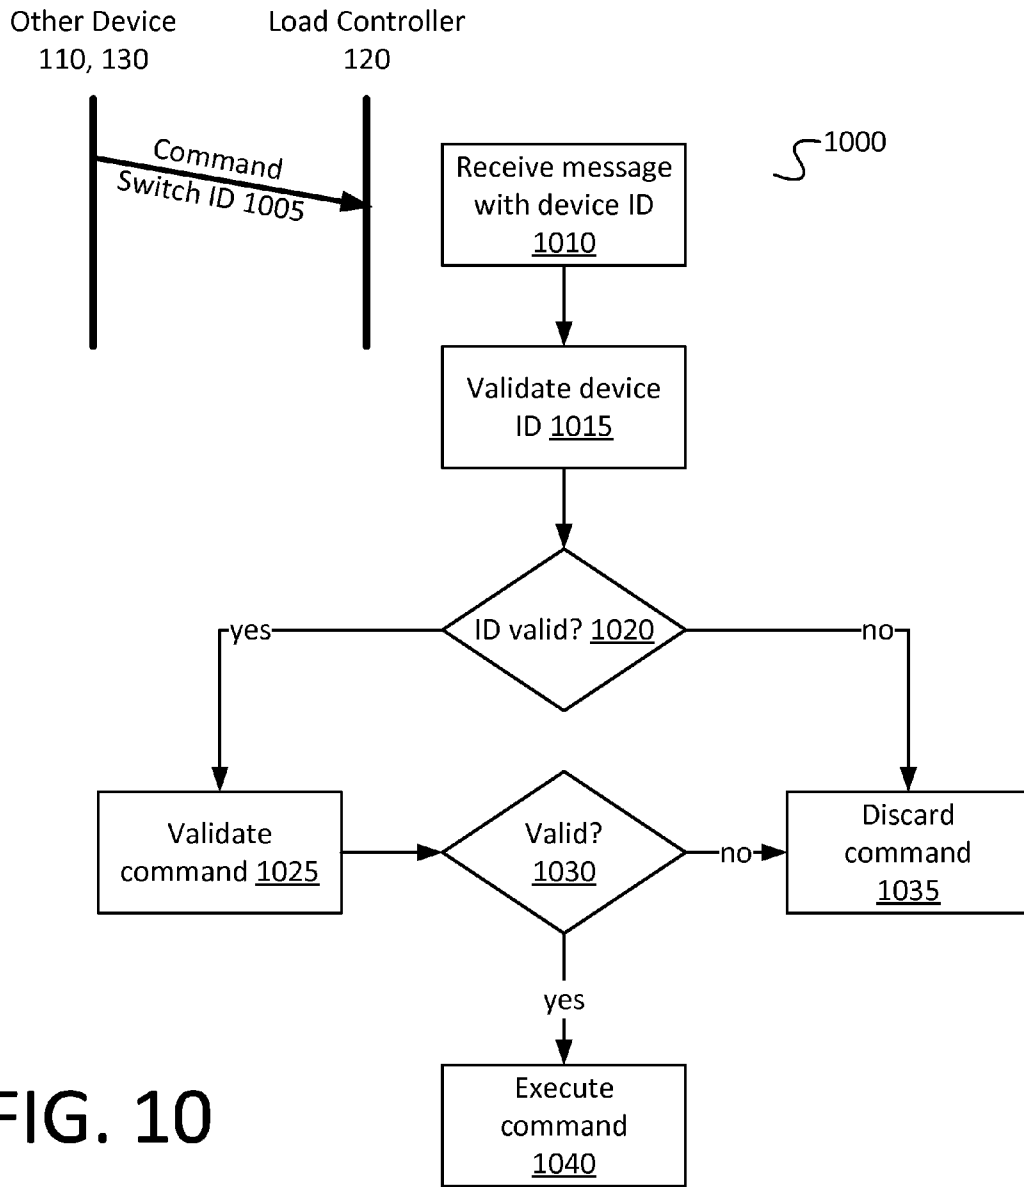 Other Device
110, 130
Load Controller
120
Command
Switch ID 1005
1000
Receive message
with device ID
1010
Validate device
ID 1015
ID valid? 1020
yes
no
Validate
command 1025
Valid?
1030
no
Discard
command
1035
yes
Execute
command
1040
FIG. 10